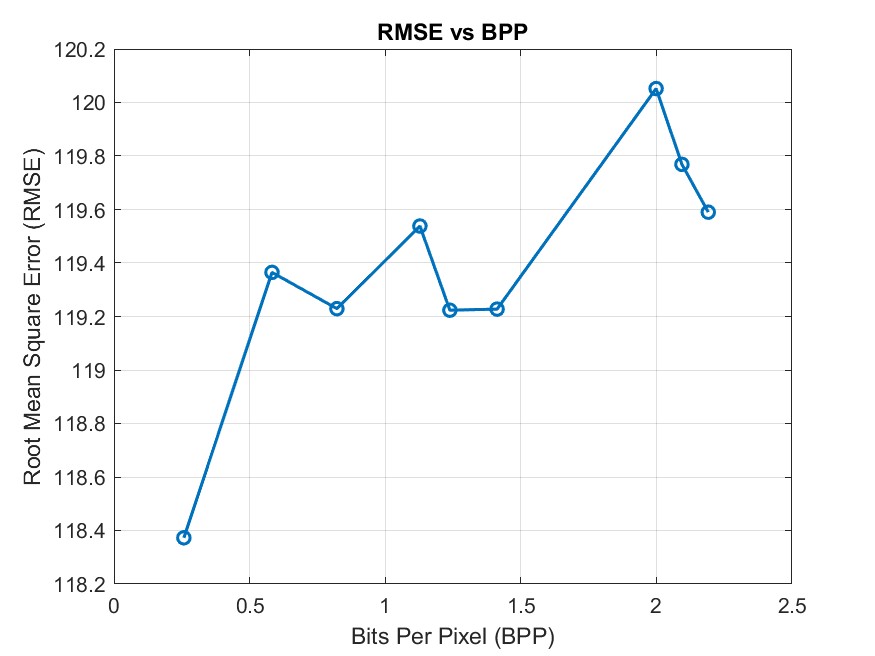 RMSE vs BPP
120.2
120
119.8
119.6
119.4
119.2
119
118.8
118.6
118.4
118.2
Root Mean Square Error (RMSE)
0 0.5 1 1.5 2 2.5
Bits Per Pixel (BPP)